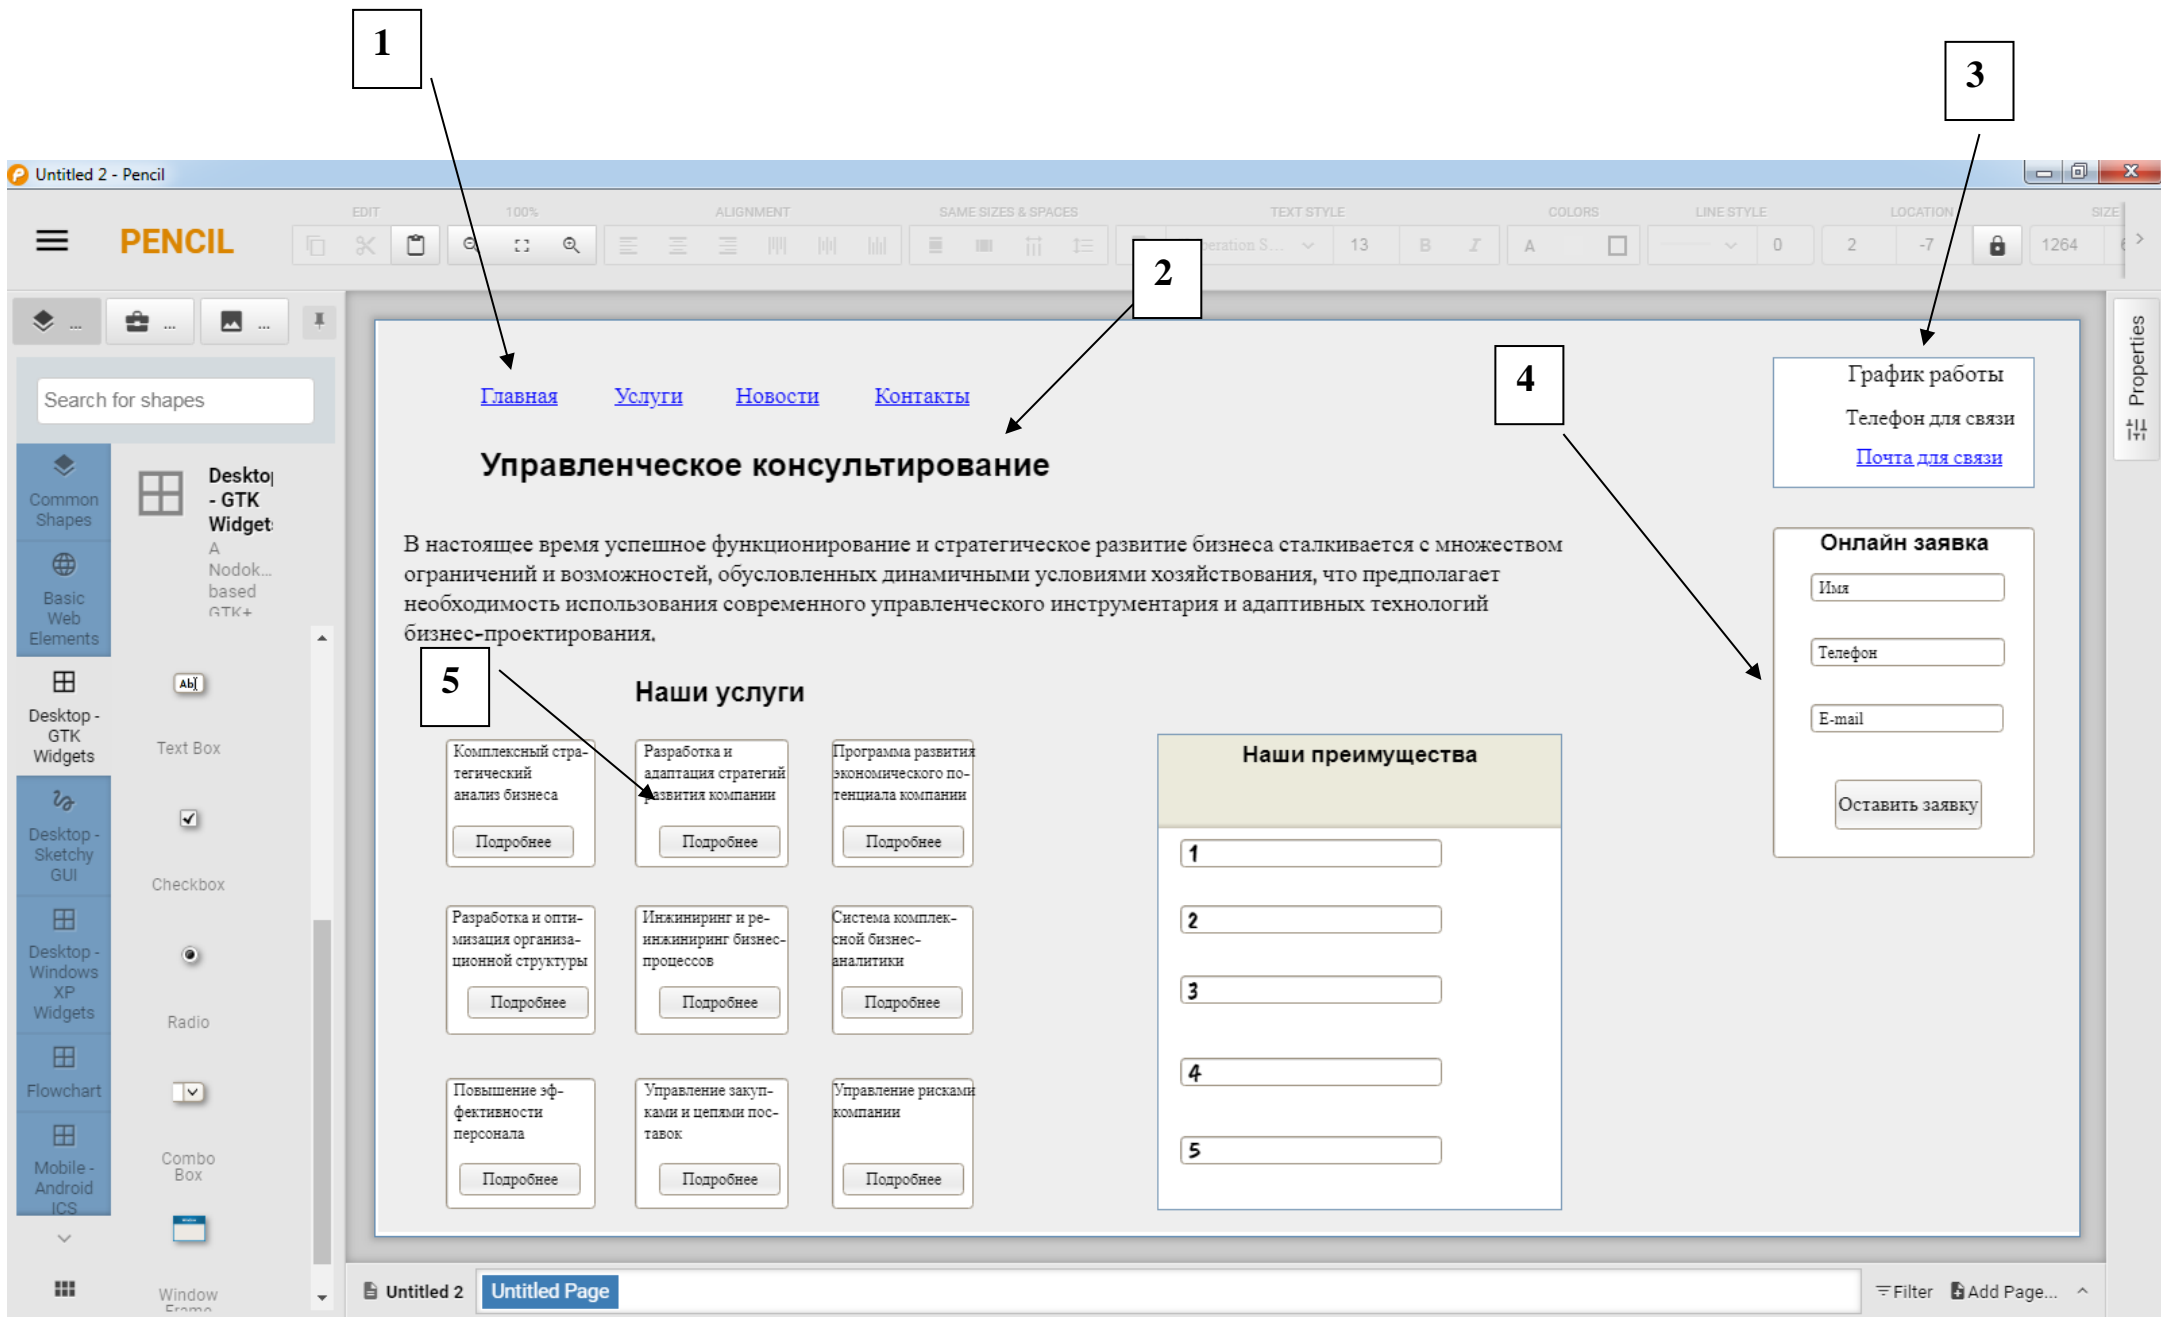 1
3
Untitled 2 - Pencil
EDIT 100% ALIGNMENT SAME SIZES & SPACES TEXT STYLE COLORS LINE STYLE LOCATION SIZE
PENCIL
13 B I A 0 2 -7 1264
2
... ... ...
Properties
Search for shapes
Common
Shapes
Basic
Web
Elements
Desktop -
GTK
Widgets
Desktop -
Sketchy
GUI
Desktop -
Windows
XP
Widgets
Flowchart
Mobile -
Android
ICS
- GTK
A
Nodok...
based
GTK+
Text Box
Checkbox
Radio
Combo
Box
Window
Frame
Главная Услуги Новости Контакты
4
График работы
Телефон для связи
Почта для связи
Управленческое консультирование
В настоящее время успешное функционирование и стратегическое развитие бизнеса сталкивается с множеством
ограничений и возможностей, обусловленных динамичными условиями хозяйствования, что предполагает
необходимость использования современного управленческого инструментария и адаптивных технологий
бизнес-проектирования.
Онлайн заявка
Имя
Телефон
E-mail
Оставить заявку
5
Наши услуги
Комплексный стра-
тегический
анализ бизнеса
Подробнее
Разработка и
адаптация стратегий
развития компании
Подробнее
Программа развития
экономического по-
тенциала компании
Подробнее
Разработка и опти-
мизация организа-
ционной структуры
Подробнее
Инжиниринг и ре-
инжиниринг бизнес-
процессов
Подробнее
Система комплек-
сной бизнес-
аналитики
Подробнее
Повышение эф-
фективности
персонала
Подробнее
Управление закуп-
ками и цепями пос-
тавок
Подробнее
Управление рисками
компании
Подробнее
Наши преимущества
1
2
3
4
5
Untitled 2 Untitled Page Filter Add Page...